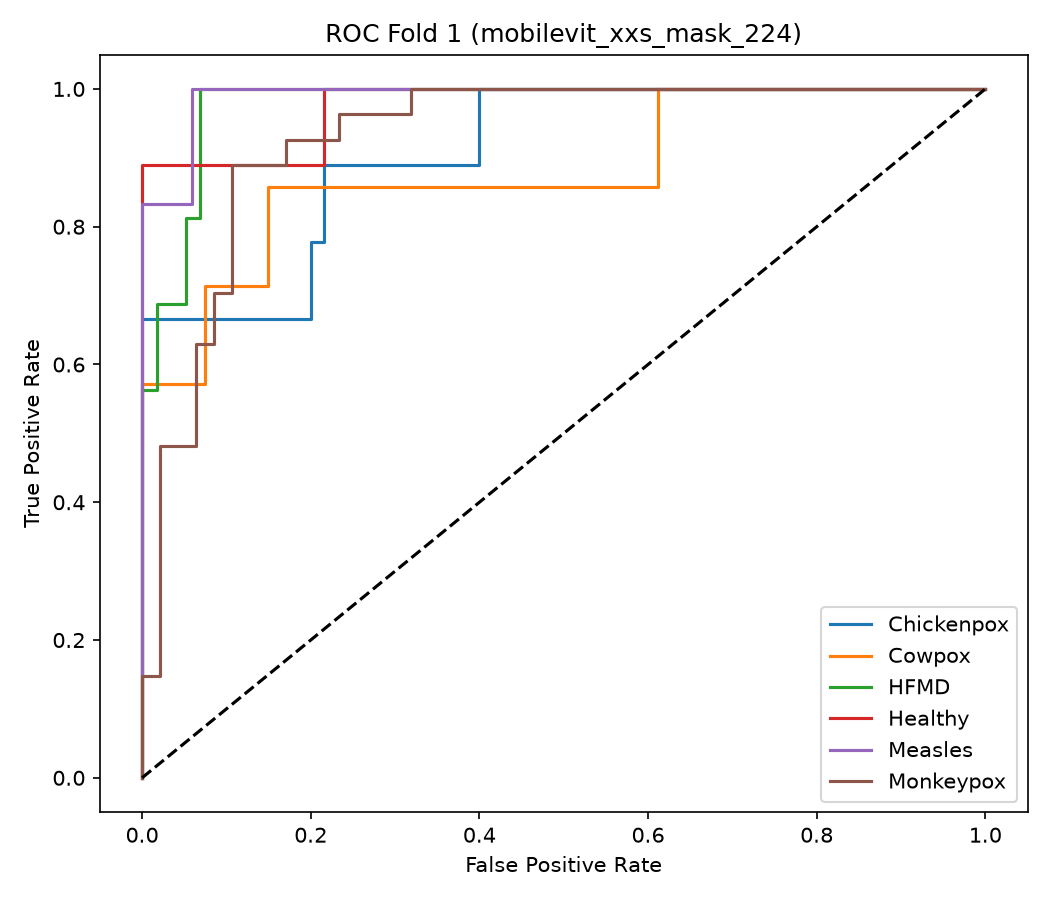 ROC Fold 1 (mobilevit_xxs_mask_224)
True Positive Rate
1.0
0.8
0.6
0.4
0.2
0.0
0.0 0.2 0.4 0.6 0.8 1.0
False Positive Rate
Chickenpox
Cowpox
HFMD
Healthy
Measles
Monkeypox